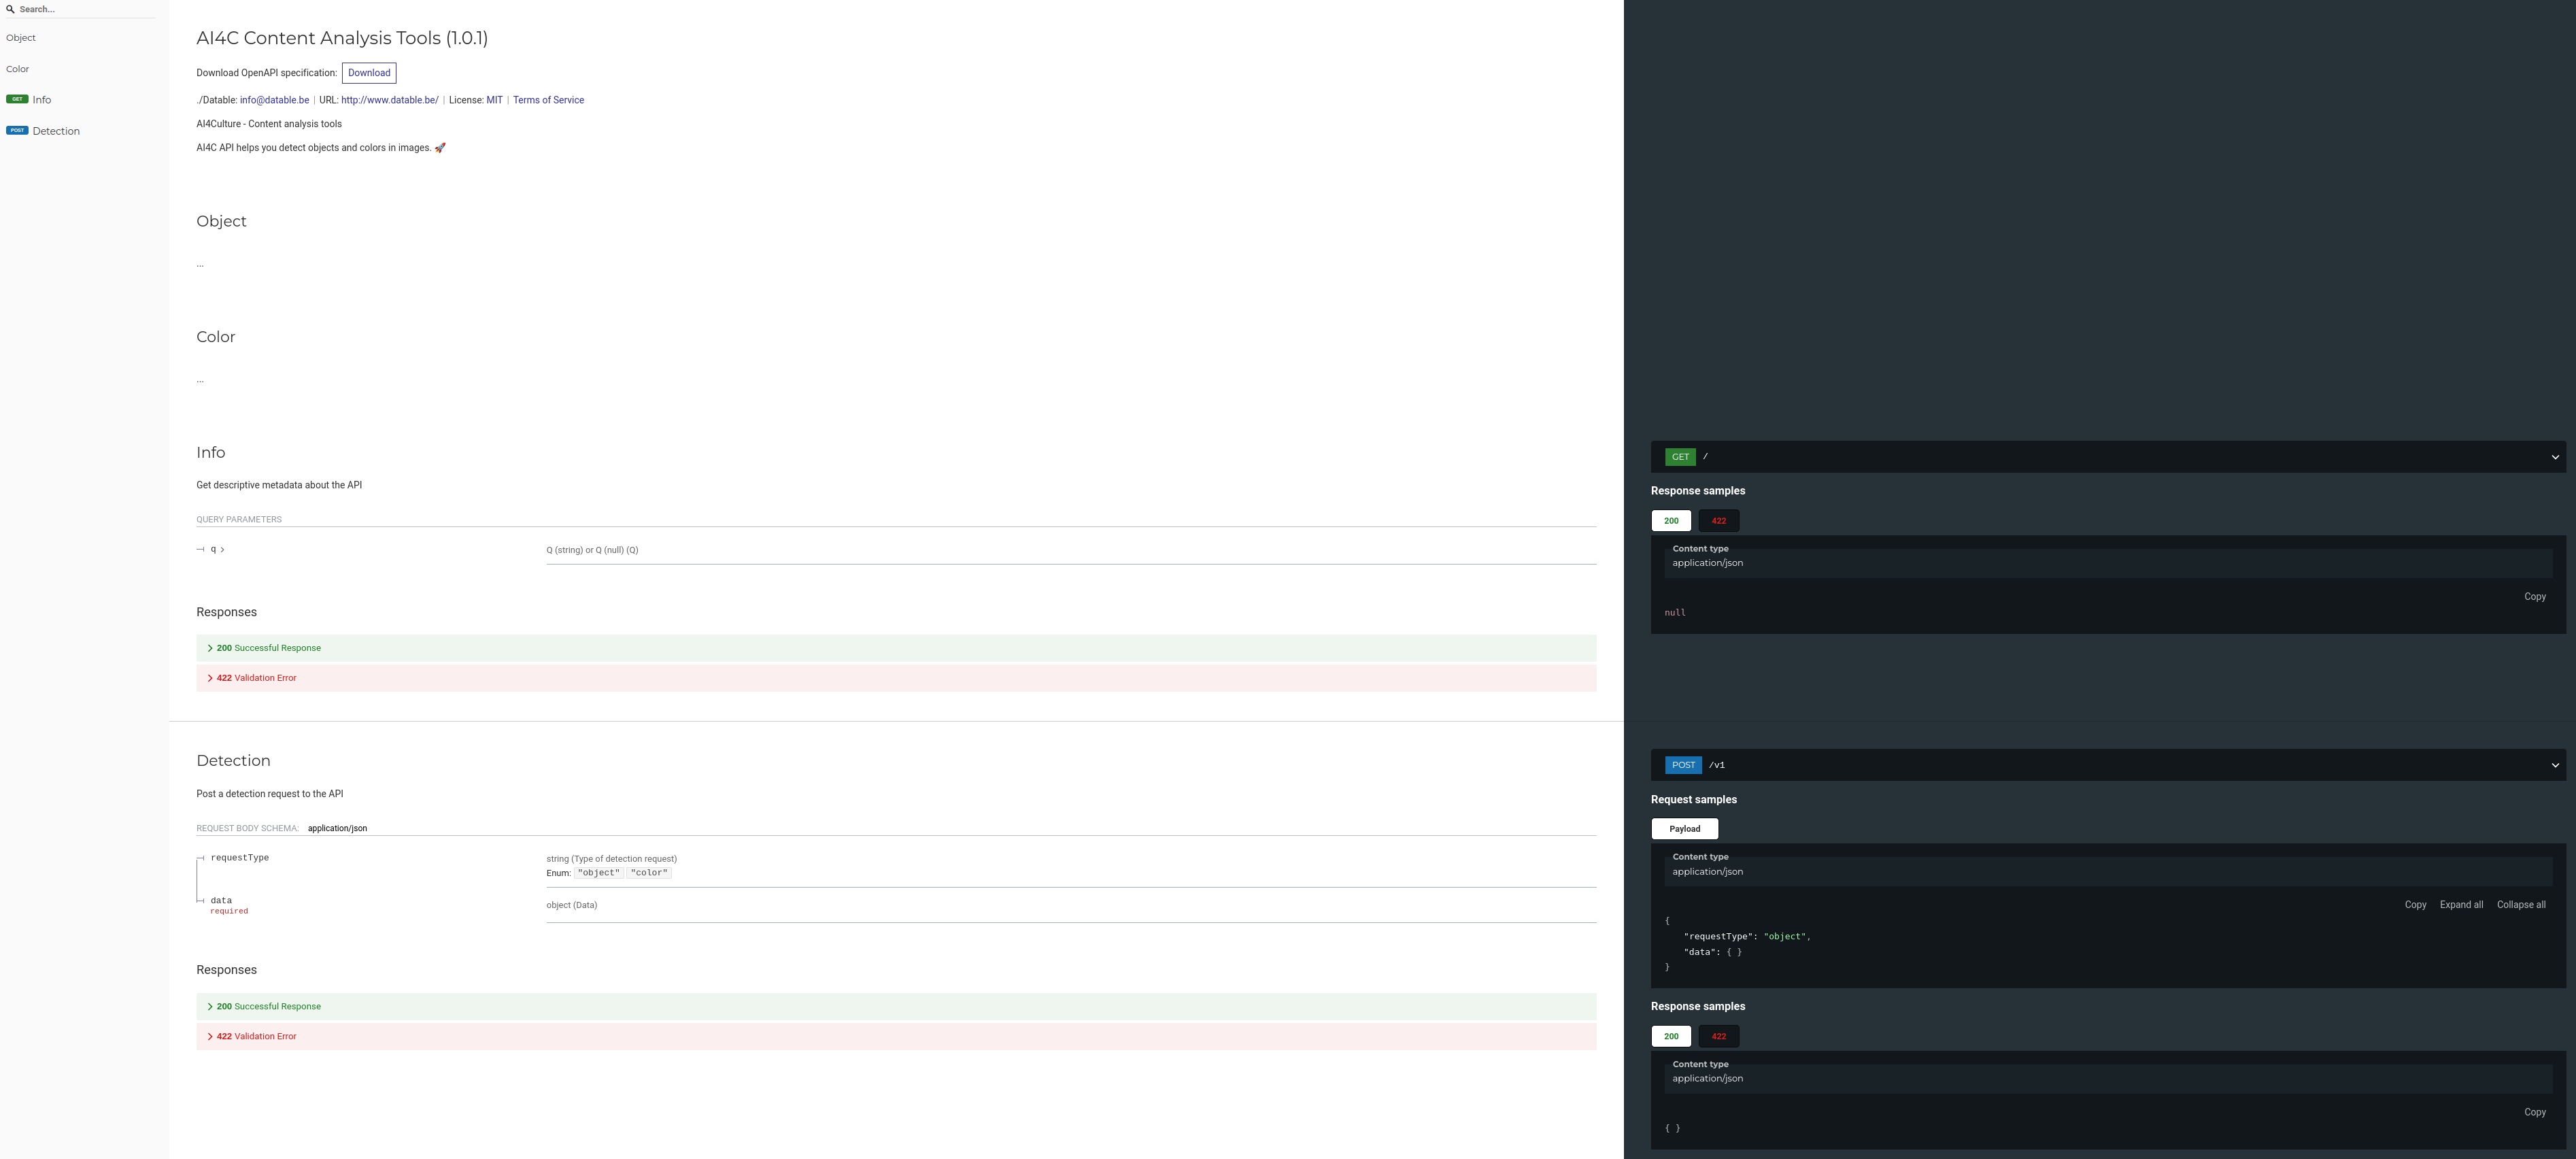 Search...
Object
Color
GET Info
POST Detection
AI4C Content Analysis Tools (1.0.1)
Download OpenAPI specification: Download
./Datable: info@datable.be | URL: http://www.datable.be/ | License: MIT | Terms of Service
AI4Culture - Content analysis tools
AI4C API helps you detect objects and colors in images. 🚀
Object
...
Color
...
Info
Get descriptive metadata about the API
QUERY PARAMETERS
q
Q (string) or Q (null) (Q)
Responses
200 Successful Response
422 Validation Error
GET /
Response samples
200 422
Content type
application/json
Copy
null
Detection
Post a detection request to the API
REQUEST BODY SCHEMA: application/json
requestType
string (Type of detection request)
Enum: "object" "color"
data
required
object (Data)
Responses
200 Successful Response
422 Validation Error
POST /v1
Request samples
Payload
Content type
application/json
Copy Expand all Collapse all
{
"requestType": "object",
"data": { }
}
Response samples
200 422
Content type
application/json
Copy
{ }